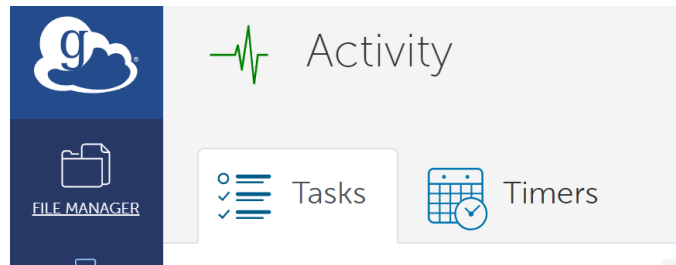 g
Activity
FILE MANAGER
Tasks
Timers